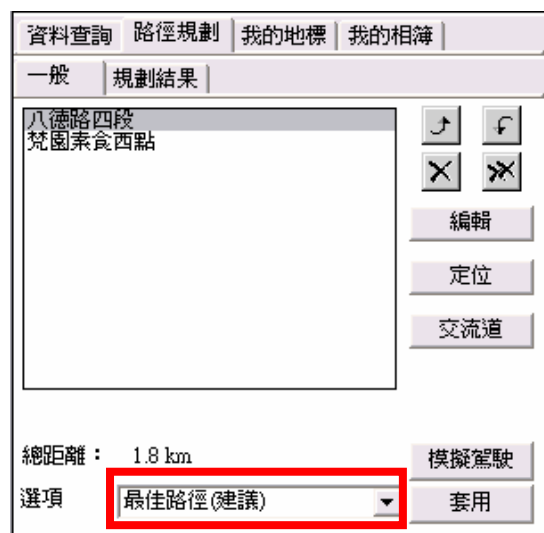 資料查詢 路徑規劃 我的地標 我的相簿
一般 規劃結果
八德路四段
梵園素食西點
編輯
定位
交流道
總距離： 1.8 km
模擬駕駛
選項 最佳路徑(建議) 套用